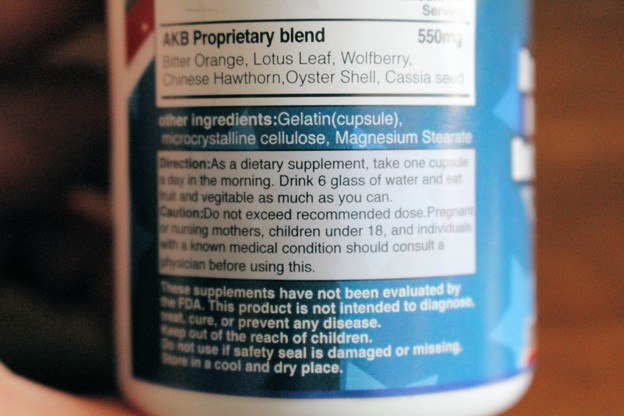 Serving
AKB Proprietary blend 550mg
Bitter Orange, Lotus Leaf, Wolfberry,
Chinese Hawthorn,Oyster Shell, Cassia seed
other ingredients:Gelatin(cupsule),
microcrystalline cellulose, Magnesium Stearate
Direction:As a dietary supplement, take one cupsule
a day in the morning. Drink 6 glass of water and eat
fruit and vegitable as much as you can.
Caution:Do not exceed recommended dose.Pregnant
or nursing mothers, children under 18, and individuals
with a known medical condition should consult a
physician before using this.
These supplements have not been evaluated by
the FDA. This product is not intended to diagnose,
treat, cure, or prevent any disease.
Keep out of the reach of children.
Do not use if safety seal is damaged or missing.
Store in a cool and dry place.